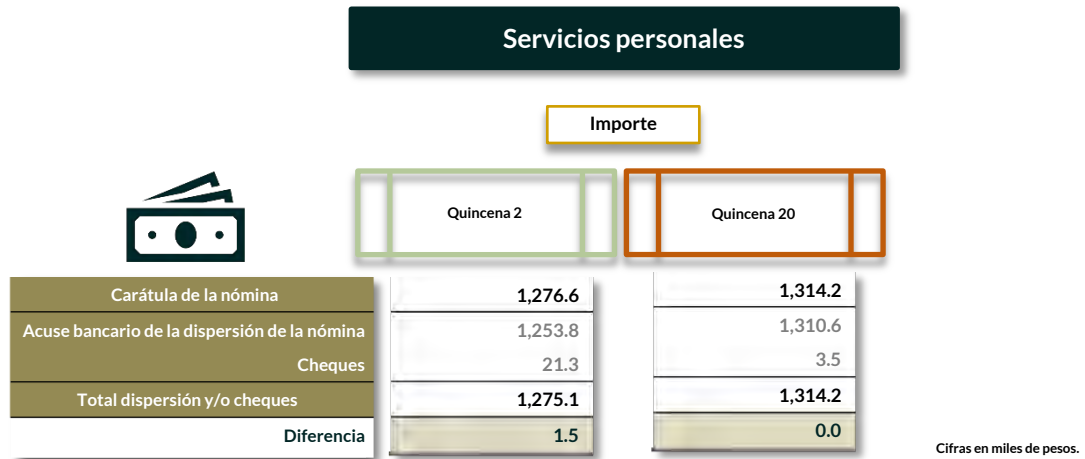 Servicios personales
Importe
Quincena 2 Quincena 20
Carátula de la nómina 1,276.6 1,314.2
Acuse bancario de la dispersión de la nómina 1,253.8 1,310.6
Cheques 21.3 3.5
Total dispersión y/o cheques 1,275.1 1,314.2
Diferencia 1.5 0.0
Cifras en miles de pesos.